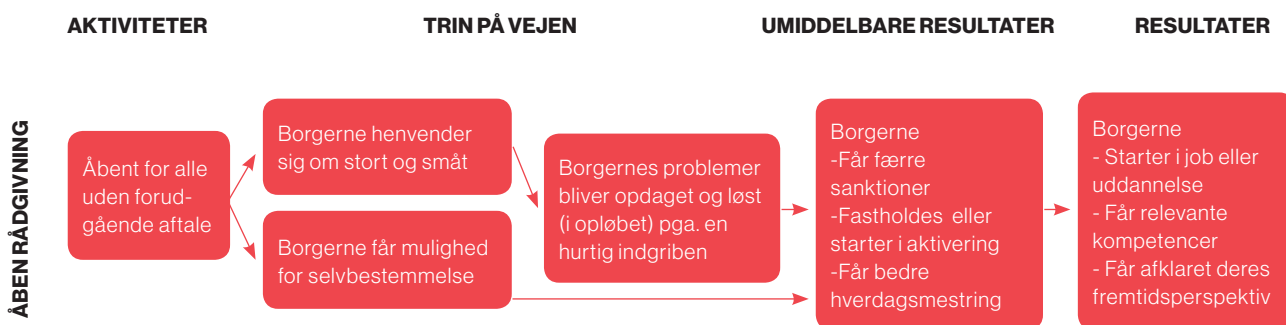 AKTIVITETER
TRIN PÅ VEJEN
UMIDDELBARE RESULTATER
RESULTATER
ÅBEN RÅDGIVNING
Åbent for alle
uden forud-
gående aftale
Borgerne henvender
sig om stort og småt
Borgerne får mulighed
for selvbestemmelse
Borgernes problemer
bliver opdaget og løst
(i opløbet) pga. en
hurtig indgriben
Borgerne
-Får færre
sanktioner
-Fastholdes eller
starter i aktivering
-Får bedre
hverdagsmestring
Borgerne
- Starter i job eller
uddannelse
- Får relevante
kompetencer
- Får afklaret deres
fremtidsperspektiv